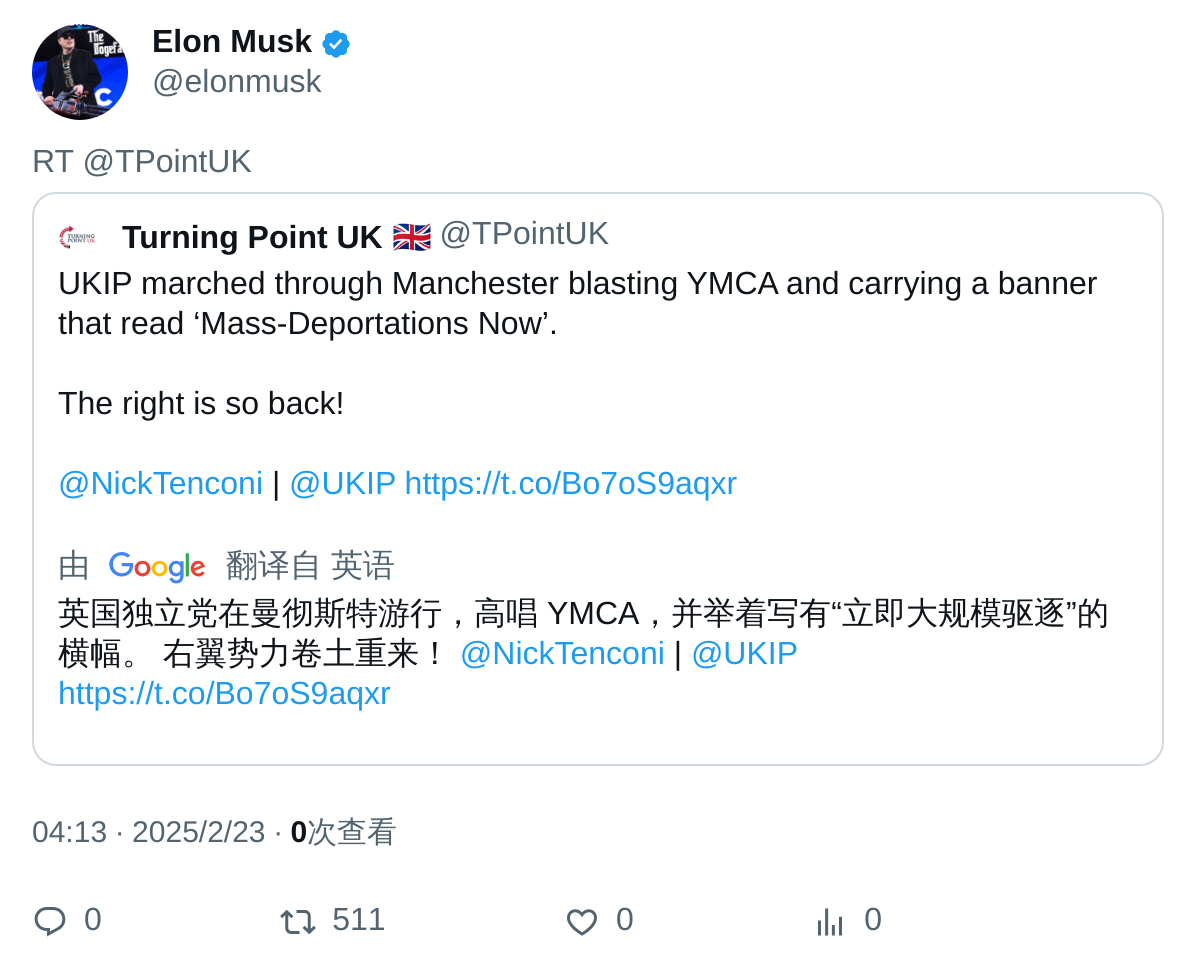 The
Dogefa
C
Elon Musk
@elonmusk
RT @TPointUK
TURNING
POINT UK
Turning Point UK 🇬🇧 @TPointUK
UKIP marched through Manchester blasting YMCA and carrying a banner
that read ‘Mass-Deportations Now’.
The right is so back!
@NickTenconi | @UKIP https://t.co/Bo7oS9aqxr
由 Google 翻译自 英语
英国独立党在曼彻斯特游行，高唱 YMCA，并举着写有“立即大规模驱逐”的
横幅。 右翼势力卷土重来！ @NickTenconi | @UKIP
https://t.co/Bo7oS9aqxr
04:13 · 2025/2/23 · 0次查看
0 511 0 0